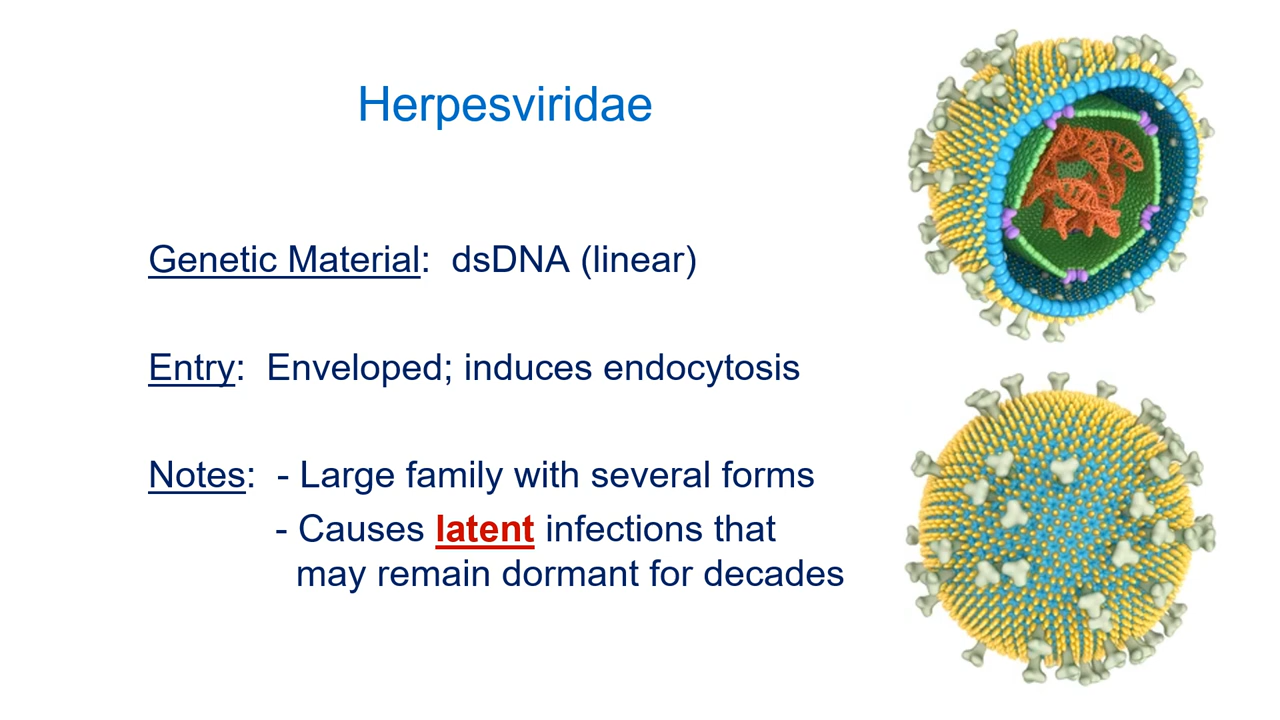 Herpesviridae
Genetic Material:  dsDNA (linear)
Entry:  Enveloped; induces endocytosis
Notes:  - Large family with several forms
- Causes latent infections that
may remain dormant for decades